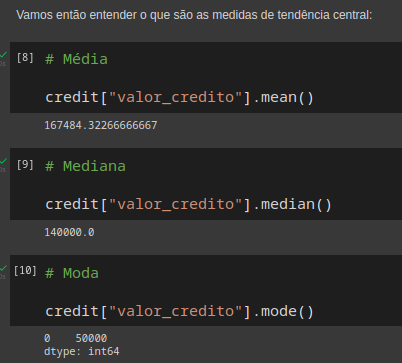 Vamos então entender o que são as medidas de tendência central:
[8] # Média
credit["valor_credito"].mean()
167484.32266666667
[9] # Mediana
credit["valor_credito"].median()
140000.0
[10] # Moda
credit["valor_credito"].mode()
0    50000
dtype: int64